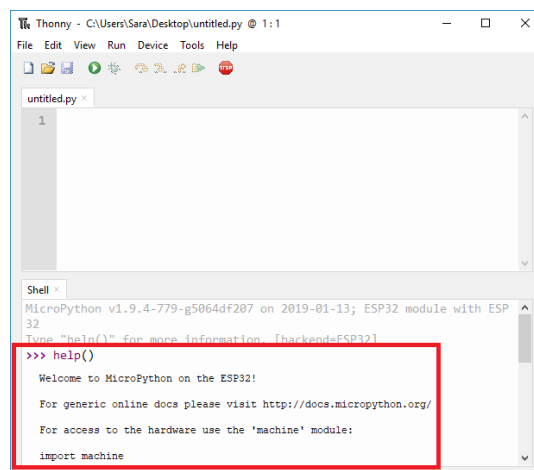 Thonny - C:\Users\Sara\Desktop\untitled.py @ 1:1
File Edit View Run Device Tools Help
STOP
untitled.py
1
Shell
MicroPython v1.9.4-779-g5064df207 on 2019-01-13; ESP32 module with ESP
32
Type "help()" for more information. [backend=ESP32]
>>> help()
Welcome to MicroPython on the ESP32!
For generic online docs please visit http://docs.micropython.org/
For access to the hardware use the 'machine' module:
import machine